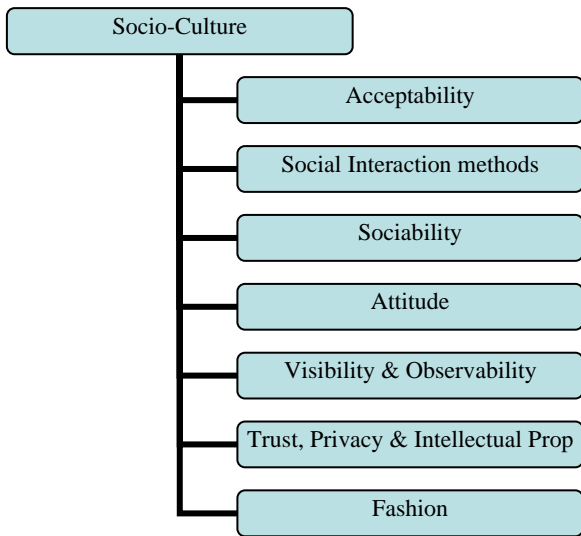 Socio-Culture
Acceptability
Social Interaction methods
Sociability
Attitude
Visibility & Observability
Trust, Privacy & Intellectual Prop
Fashion